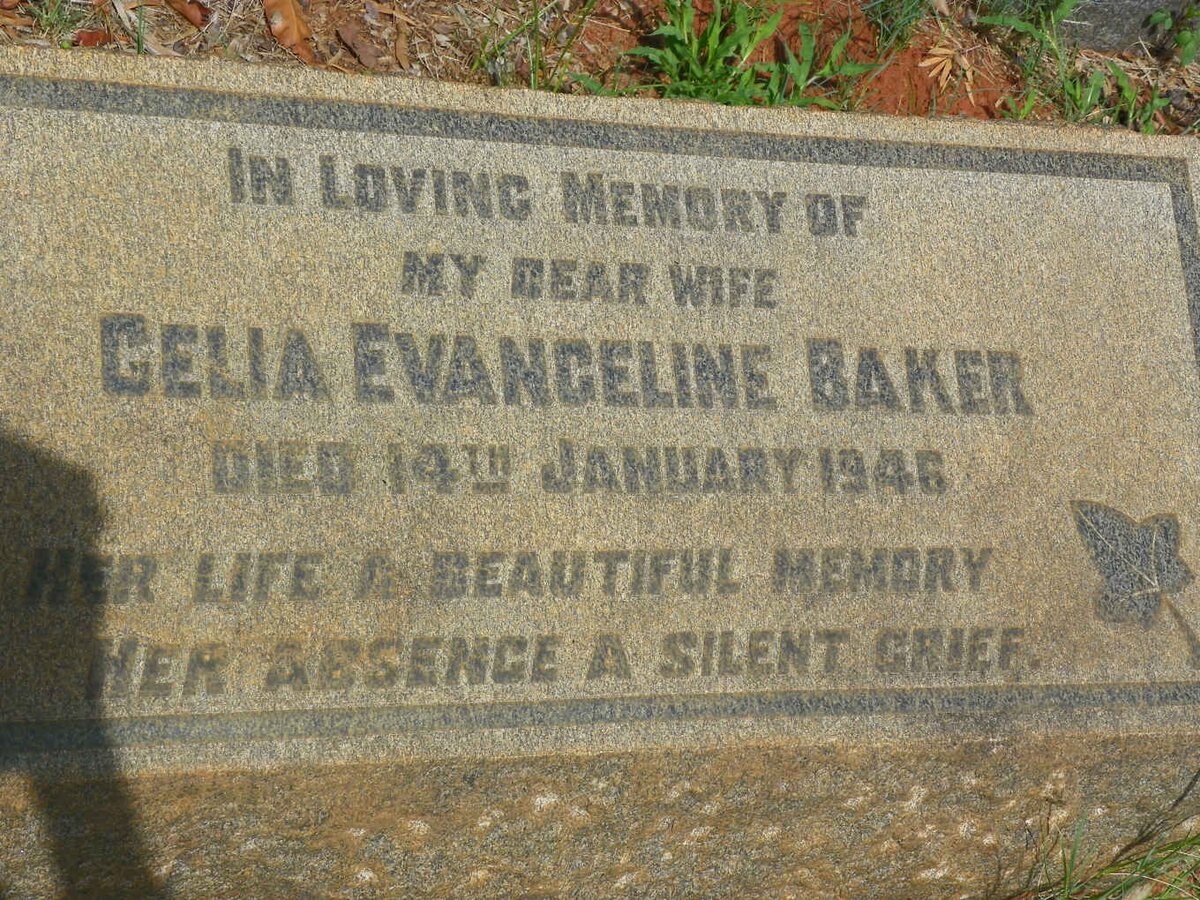 IN LOVING MEMORY OF
MY DEAR WIFE
CELIA EVANGELINE BAKER
DIED 14TH JANUARY 1946
HER LIFE A BEAUTIFUL MEMORY
HER ABSENCE A SILENT GRIEF.